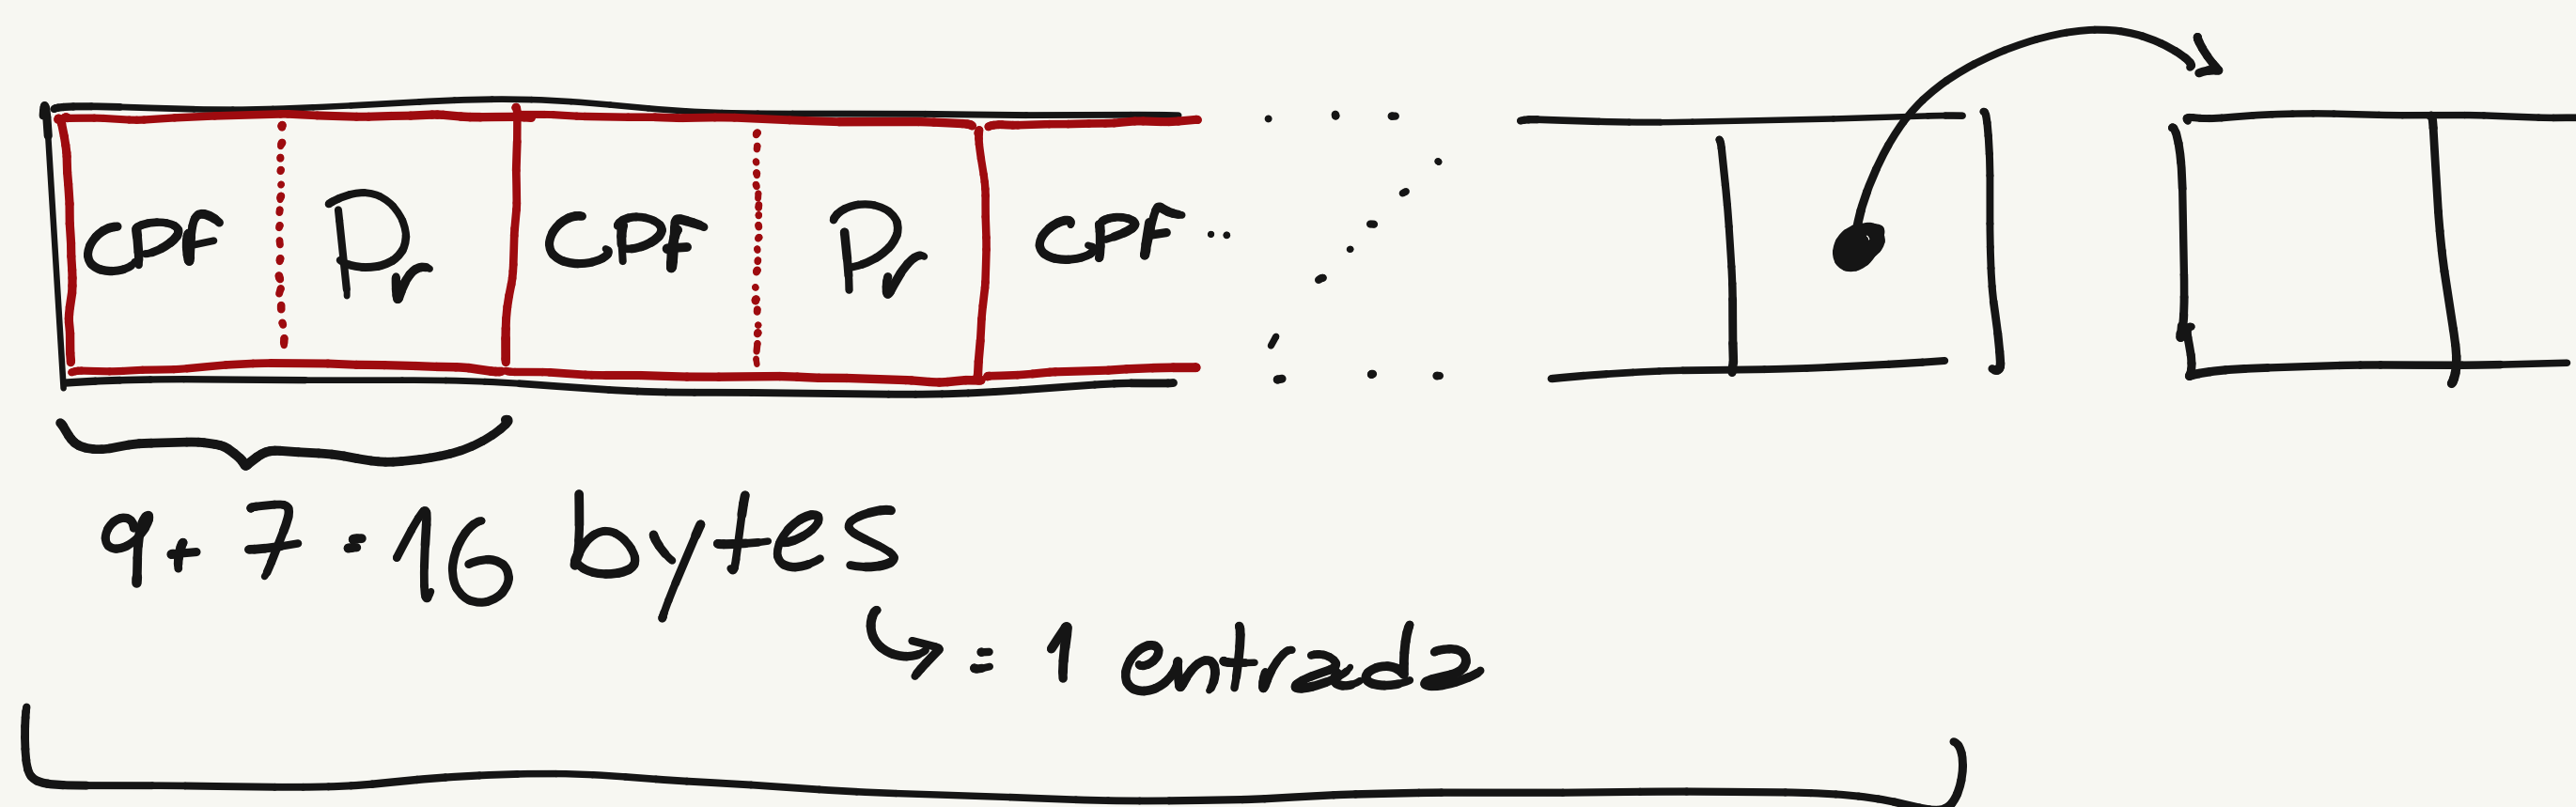 CPF Pr CPF Pr CPF ..
9 + 7 = 16 bytes
= 1 entrada